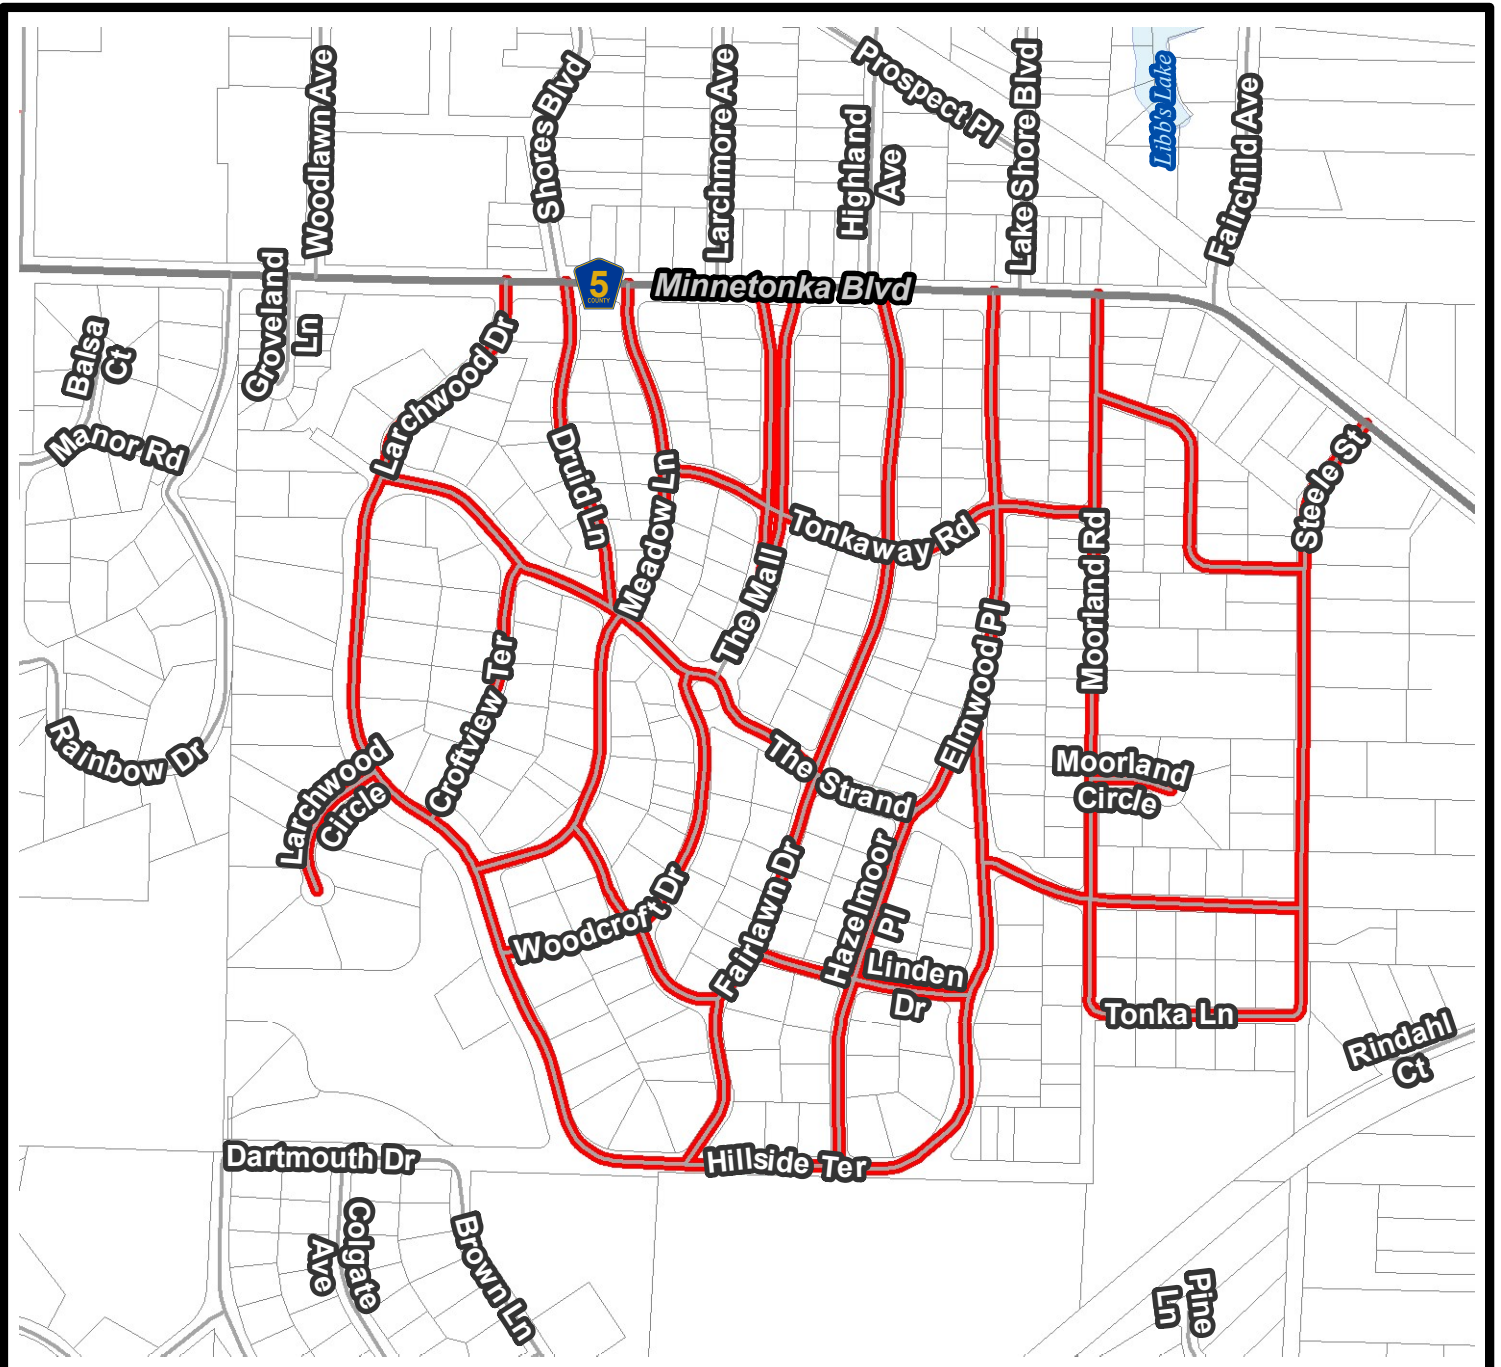 Woodlawn Ave
Shores Blvd
Larchmore Ave
Highland
Ave
Prospect Pl
Lake Shore Blvd
Libb's Lake
Fairchild Ave
Groveland
Ln
5
COUNTY
Minnetonka Blvd
Balsa
Ct
Manor Rd
Larchwood Dr
Druid Ln
Meadow Ln
The Mall
Tonkaway Rd
Moorland Rd
Steele St
Elmwood Pl
Croftview Ter
Rainbow Dr
Larchwood
Circle
The Strand
Moorland
Circle
Woodcroft Dr
Fairlawn Dr
Hazelmoor
Pl
Linden
Dr
Tonka Ln
Rindahl
Ct
Dartmouth Dr
Hillside Ter
Colgate
Ave
Brown Ln
Pine
Ln